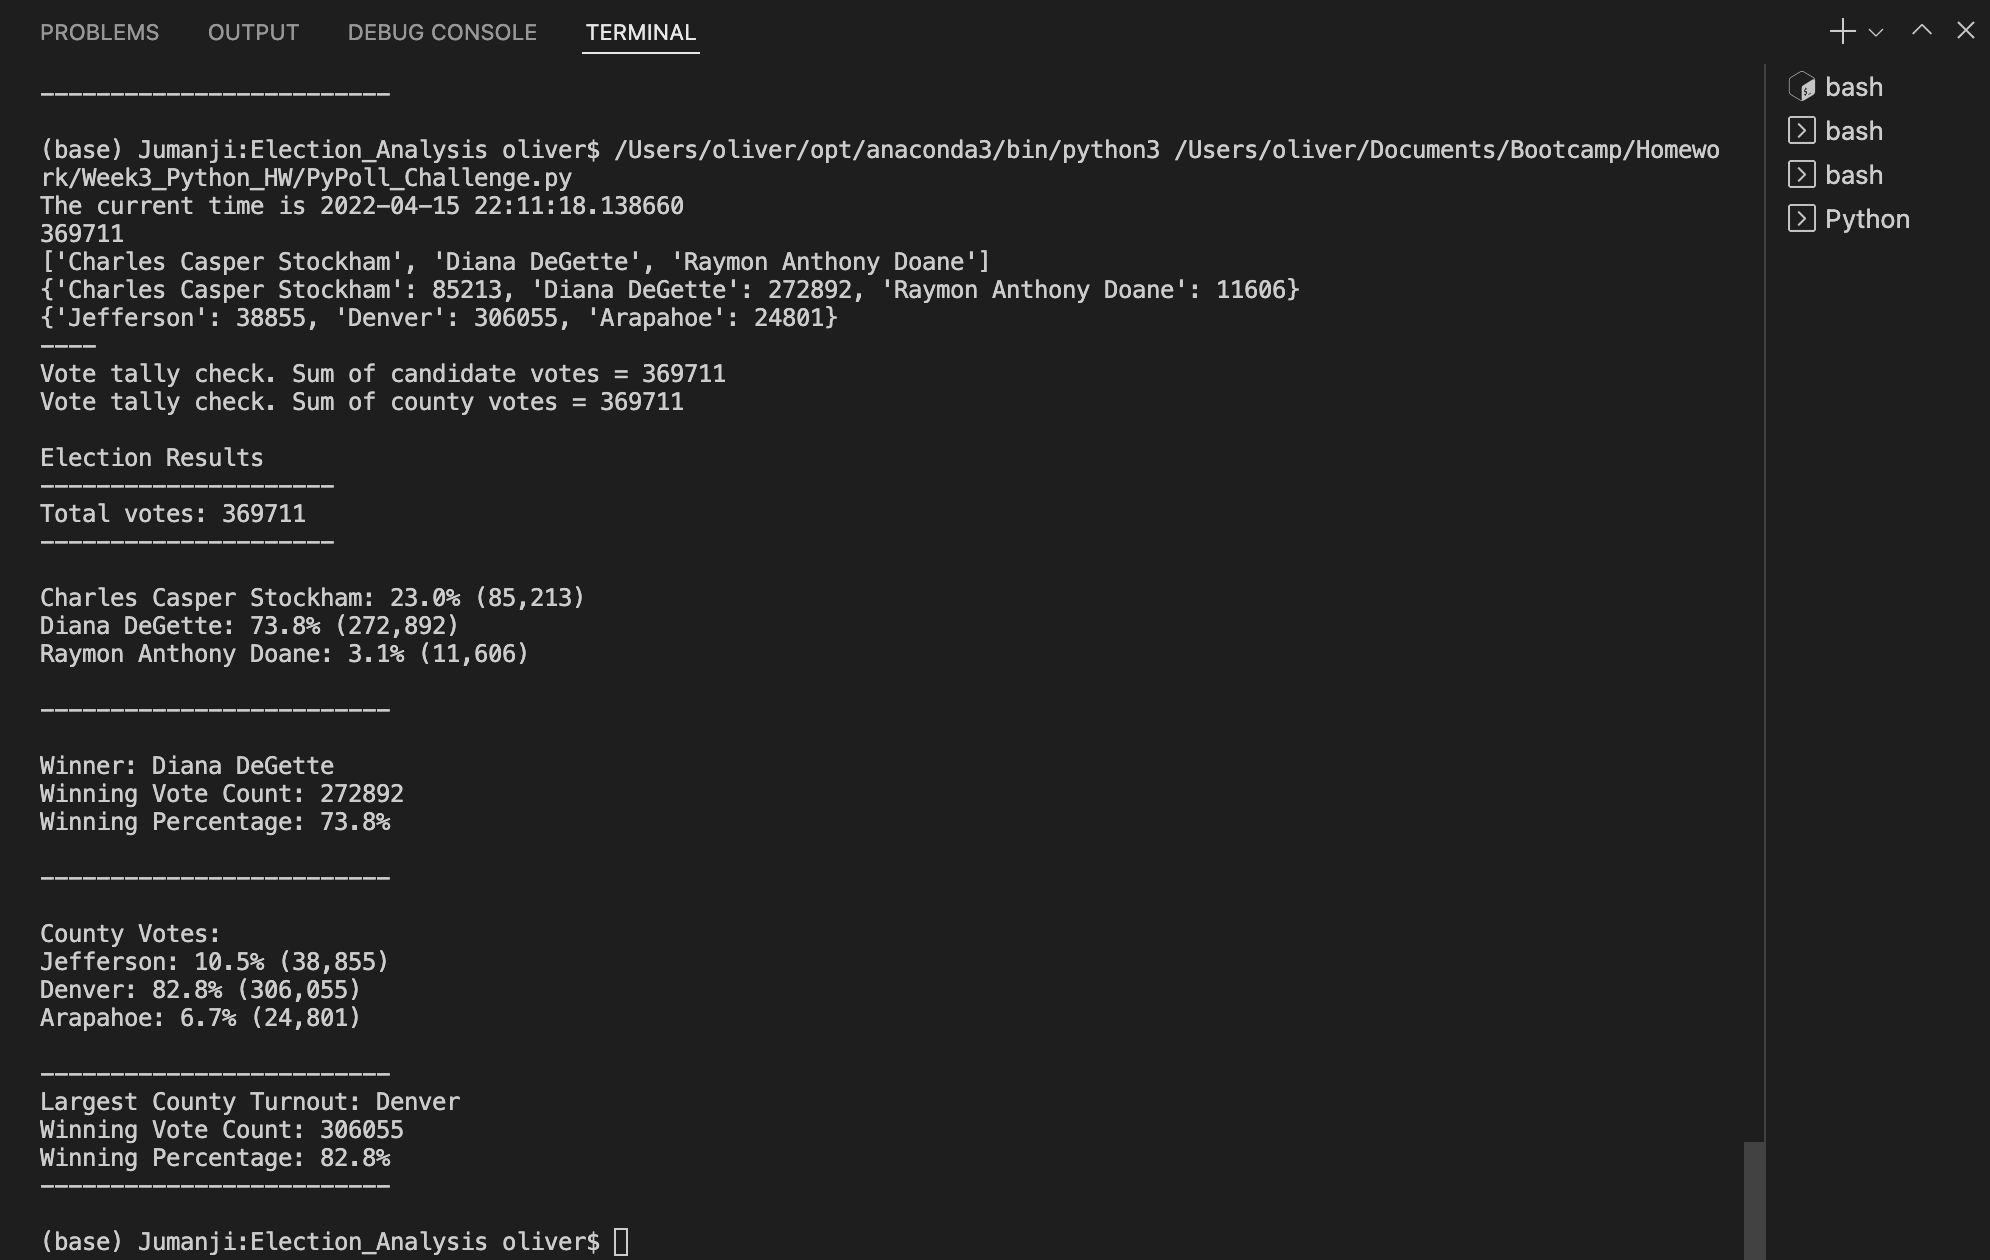 PROBLEMS OUTPUT DEBUG CONSOLE TERMINAL
-------------------------
(base) Jumanji:Election_Analysis oliver$ /Users/oliver/opt/anaconda3/bin/python3 /Users/oliver/Documents/Bootcamp/Homewo
rk/Week3_Python_HW/PyPoll_Challenge.py
The current time is 2022-04-15 22:11:18.138660
369711
['Charles Casper Stockham', 'Diana DeGette', 'Raymon Anthony Doane']
{'Charles Casper Stockham': 85213, 'Diana DeGette': 272892, 'Raymon Anthony Doane': 11606}
{'Jefferson': 38855, 'Denver': 306055, 'Arapahoe': 24801}
----
Vote tally check. Sum of candidate votes = 369711
Vote tally check. Sum of county votes = 369711
Election Results
---------------------
Total votes: 369711
---------------------
Charles Casper Stockham: 23.0% (85,213)
Diana DeGette: 73.8% (272,892)
Raymon Anthony Doane: 3.1% (11,606)
-------------------------
Winner: Diana DeGette
Winning Vote Count: 272892
Winning Percentage: 73.8%
-------------------------
County Votes:
Jefferson: 10.5% (38,855)
Denver: 82.8% (306,055)
Arapahoe: 6.7% (24,801)
-------------------------
Largest County Turnout: Denver
Winning Vote Count: 306055
Winning Percentage: 82.8%
-------------------------
(base) Jumanji:Election_Analysis oliver$
bash
bash
bash
Python